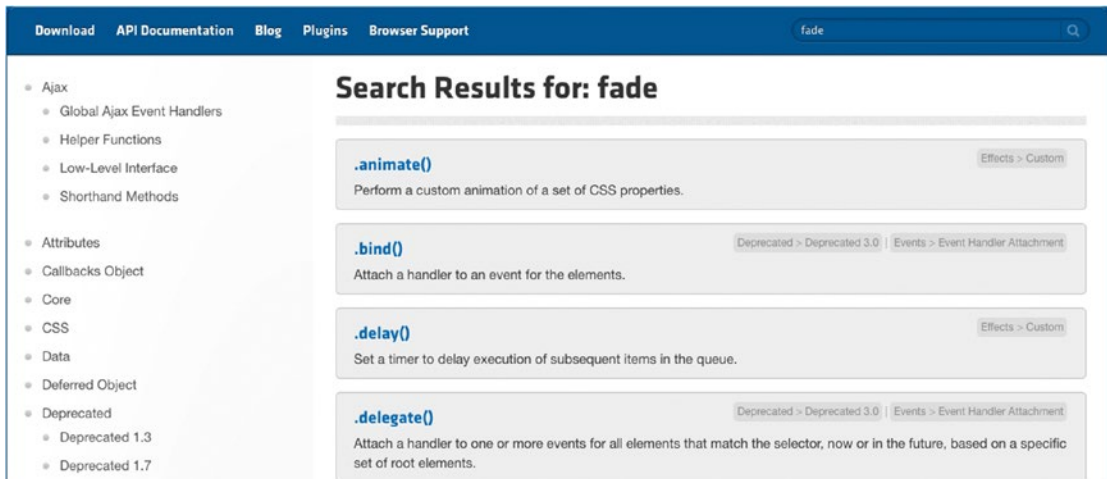 Download API Documentation Blog Plugins Browser Support fade
Ajax
Global Ajax Event Handlers
Helper Functions
Low-Level Interface
Shorthand Methods
Attributes
Callbacks Object
Core
CSS
Data
Deferred Object
Deprecated
Deprecated 1.3
Deprecated 1.7
Search Results for: fade
.animate() Effects > Custom
Perform a custom animation of a set of CSS properties.
.bind() Deprecated > Deprecated 3.0 | Events > Event Handler Attachment
Attach a handler to an event for the elements.
.delay() Effects > Custom
Set a timer to delay execution of subsequent items in the queue.
.delegate() Deprecated > Deprecated 3.0 | Events > Event Handler Attachment
Attach a handler to one or more events for all elements that match the selector, now or in the future, based on a specific
set of root elements.